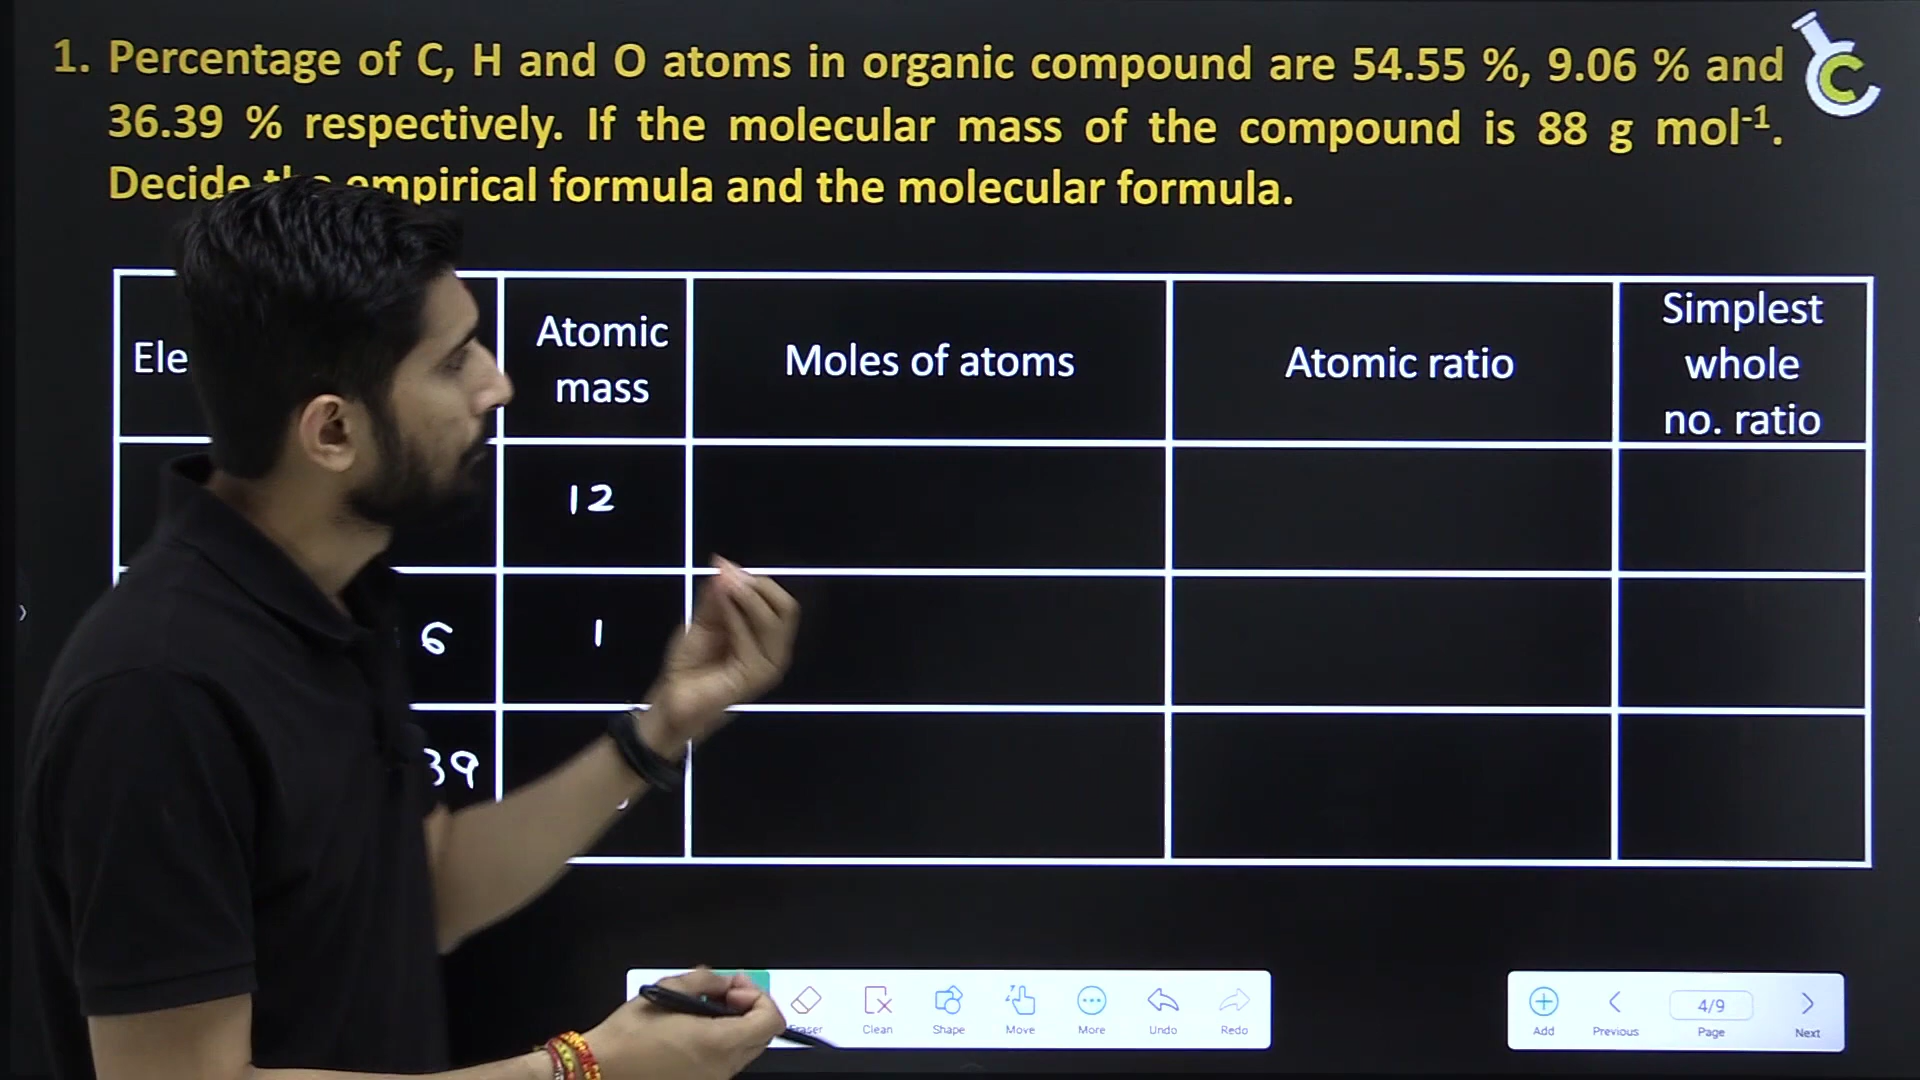 1. Percentage of C, H and O atoms in organic compound are 54.55 %, 9.06 % and
36.39 % respectively. If the molecular mass of the compound is 88 g mol-1.
Decide the empirical formula and the molecular formula.
Ele
Atomic
mass
Moles of atoms
Atomic ratio
Simplest
whole
no. ratio
12
6
1
39
Eraser
Clean
Shape
Move
More
Undo
Redo
Add
Previous
4/9
Page
Next
C